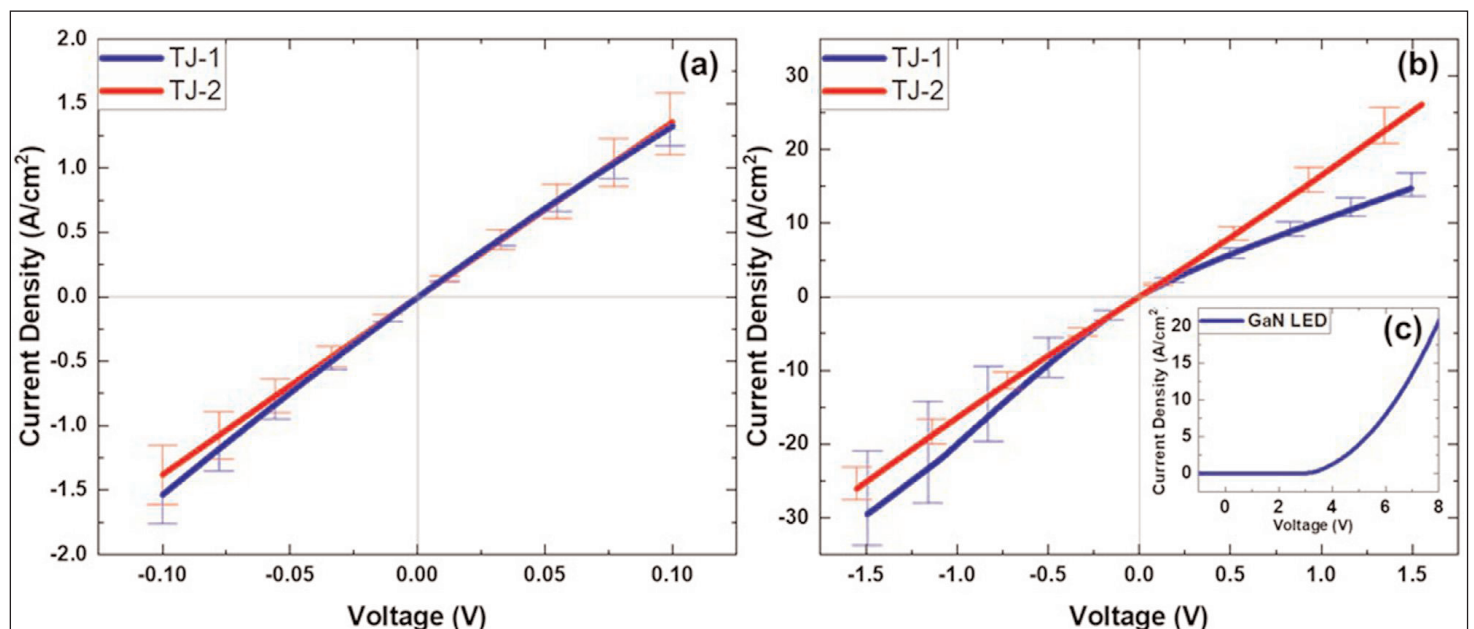 (a)
TJ-1
TJ-2
2.0
1.5
1.0
0.5
0.0
-0.5
-1.0
-1.5
-2.0
Current Density (A/cm²)
-0.10 -0.05 0.00 0.05 0.10
Voltage (V)
(b)
TJ-1
TJ-2
30
20
10
0
-10
-20
-30
Current Density (A/cm²)
-1.5 -1.0 -0.5 0.0 0.5 1.0 1.5
Voltage (V)
(c)
GaN LED
20
15
10
5
0
Current Density (A/cm²)
0 2 4 6 8
Voltage (V)